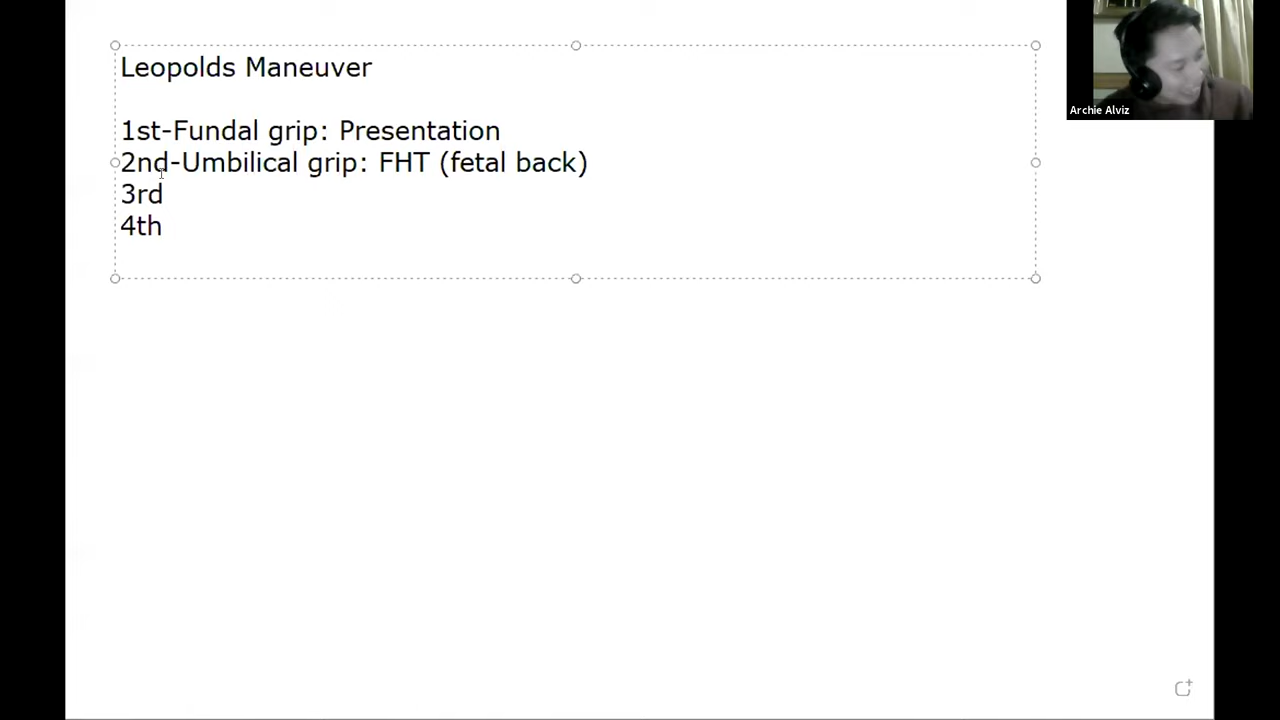 Leopolds Maneuver
1st-Fundal grip: Presentation
2nd-Umbilical grip: FHT (fetal back)
3rd
4th
Archie Alviz